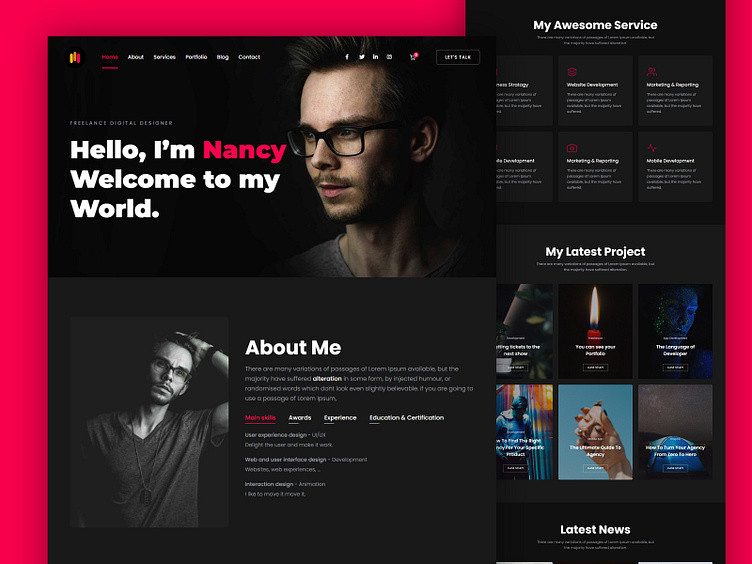 Home About Services Portfolio Blog Contact
LET'S TALK
FREELANCE DIGITAL DESIGNER
Hello, I'm Nancy
Welcome to my
World.
About Me
There are many variations of passages of Lorem Ipsum available, but the
majority have suffered alteration in some form, by injected humour, or
randomised words which dont look even slightly believable. If you are going to
use a passage of Lorem Ipsum,
Main skills Awards Experience Education & Certification
User experience design - UI/UX
Delight the user and make it work.
Web and user interface design - Development
Websites, web experiences, ...
Interaction design - Animation
I like to move it move it.
My Awesome Service
There are many variations of passages of Lorem Ipsum available, but
the majority have suffered alteration.
ness Strategy
There are many variations of
passages of Lorem Ipsum
available, but the majority have
suffered.
Website Development
There are many variations of
passages of Lorem Ipsum
available, but the majority have
suffered.
Marketing & Reporting
There are many variations of
passages of Lorem Ipsum
available, but the majority have
suffered.
le Development
There are many variations of
passages of Lorem Ipsum
available, but the majority have
suffered.
Marketing & Reporting
There are many variations of
passages of Lorem Ipsum
available, but the majority have
suffered.
Mobile Development
There are many variations of
passages of Lorem Ipsum
available, but the majority have
suffered.
My Latest Project
There are many variations of passages of Lorem Ipsum available, but
the majority have suffered alteration.
Development
tting tickets to the
next show
CASE STUDY
You can see your
Portfolio
CASE STUDY
App Development
The Language of
Developer
CASE STUDY
w To Find The Right
ncy For Your Specific
Product
CASE STUDY
The Ultimate Guide To
Agency
CASE STUDY
How To Turn Your Agency
From Zero To Hero
CASE STUDY
Latest News
There are many variations of passages of Lorem Ipsum available, but
the majority have suffered alteration.